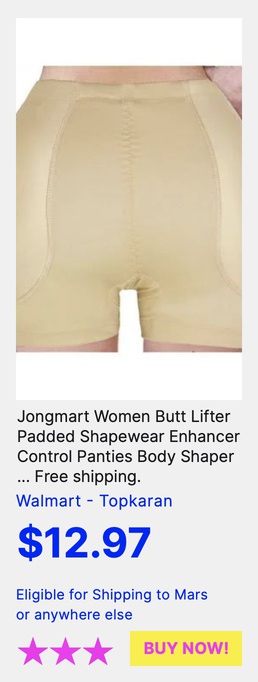 Jongmart Women Butt Lifter
Padded Shapewear Enhancer
Control Panties Body Shaper
... Free shipping.
Walmart - Topkaran
$12.97
Eligible for Shipping to Mars
or anywhere else
BUY NOW!